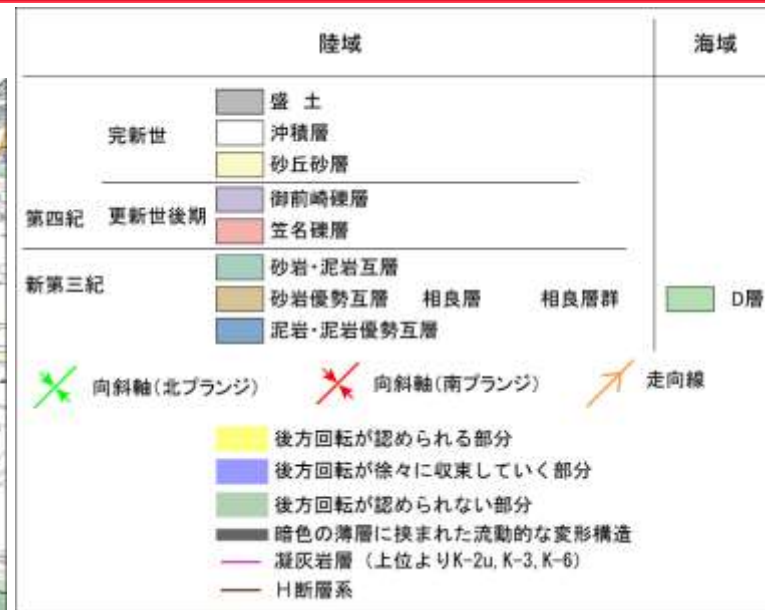 陸域 海域
盛 土
完新世 沖積層
砂丘砂層
御前崎礫層
第四紀 更新世後期 笠名礫層
新第三紀 砂岩・泥岩互層
砂岩優勢互層 相良層 相良層群 D層
泥岩・泥岩優勢互層
向斜軸(北プランジ) 向斜軸(南プランジ) 走向線
後方回転が認められる部分
後方回転が徐々に収束していく部分
後方回転が認められない部分
暗色の薄層に挟まれた流動的な変形構造
凝灰岩層（上位よりK-2u, K-3, K-6）
H断層系